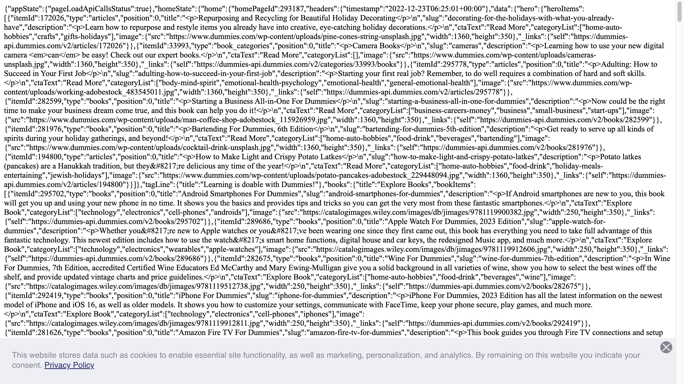 {"appState":{"pageLoadApiCallsStatus":true},"homeState":{"home":{"homePageId":293187,"headers":{"timestamp":"2022-12-23T06:25:01+00:00"},"data":{"hero":{"heroItems":
[{"itemId":172026,"type":"articles","position":0,"title":"<p>Repurposing and Recycling for Beautiful Holiday Decorating</p>\n","slug":"decorating-for-the-holidays-with-what-you-already-
have","description":"<p>Learn how to repurpose and restyle items you already have into creative, eye-catching holiday decorations.</p>\n","ctaText":"Read More","categoryList":["home-auto-
hobbies","crafts","gifts-holidays"],"image":{"src":"https://www.dummies.com/wp-content/uploads/pine-cones-string-unsplash.jpg","width":1360,"height":350},"_links":{"self":"https://dummies-
api.dummies.com/v2/articles/172026"}},{"itemId":33993,"type":"book_categories","position":0,"title":"<p>Camera Books</p>\n","slug":"cameras","description":"<p>Learning how to use your new digital
camera <em>can</em> be easy! Check out our expert books.</p>\n","ctaText":"Read More","categoryList":[],"image":{"src":"https://www.dummies.com/wp-content/uploads/cameras-
unsplash.jpg","width":1360,"height":350},"_links":{"self":"https://dummies-api.dummies.com/v2/categories/33993/books"}},{"itemId":295778,"type":"articles","position":0,"title":"Adulting: How to
Succeed in Your First Job","slug":"adulting-how-to-succeed-in-your-first-job","description":"<p>Starting your first real job? Remember, to do well requires a combination of hard and soft skills.
</p>\n","ctaText":"Read More","categoryList":["body-mind-spirit","emotional-health-psychology","emotional-health","general-emotional-health"],"image":{"src":"https://www.dummies.com/wp-
content/uploads/working-adobestock_483545011.jpg","width":1360,"height":350},"_links":{"self":"https://dummies-api.dummies.com/v2/articles/295778"}},
{"itemId":282599,"type":"books","position":0,"title":"<p>Starting a Business All-in-One For Dummies</p>\n","slug":"starting-a-business-all-in-one-for-dummies","description":"<p>Now could be the right
time to make your business dream come true, and this book can help you do it!</p>\n","ctaText":"Read More","categoryList":["business-careers-money","business","small-business","start-ups"],"image":
{"src":"https://www.dummies.com/wp-content/uploads/man-coffee-shop-adobestock_115926959.jpg","width":1360,"height":350},"_links":{"self":"https://dummies-api.dummies.com/v2/books/282599"}},
{"itemId":281976,"type":"books","position":0,"title":"<p>Bartending For Dummies, 6th Edition</p>\n","slug":"bartending-for-dummies-5th-edition","description":"<p>Get ready to serve up all kinds of
spirits during your holiday gatherings, and beyond!</p>\n","ctaText":"Read More","categoryList":["home-auto-hobbies","food-drink","beverages","bartending"],"image":
{"src":"https://www.dummies.com/wp-content/uploads/cocktail-drink-unsplash.jpg","width":1360,"height":350},"_links":{"self":"https://dummies-api.dummies.com/v2/books/281976"}},
{"itemId":194800,"type":"articles","position":0,"title":"<p>How to Make Light and Crispy Potato Latkes</p>\n","slug":"how-to-make-light-and-crispy-potato-latkes","description":"<p>Potato latkes
(pancakes) are a Hanukkah tradition, but they&#8217;re delicious any time of the year!</p>\n","ctaText":"Read More","categoryList":["home-auto-hobbies","food-drink","holiday-meals-
entertaining","jewish-holidays"],"image":{"src":"https://www.dummies.com/wp-content/uploads/potato-pancakes-adobestock_229448094.jpg","width":1360,"height":350},"_links":{"self":"https://dummies-
api.dummies.com/v2/articles/194800"}}]},"tagLine":{"title":"Learning is doable with Dummies!"}},"books":{"title":"Explore Books","bookItems":
[{"itemId":295702,"type":"books","position":0,"title":"Android Smartphones For Dummies","slug":"android-smartphones-for-dummies","description":"<p>If Android smartphones are new to you, this book
will get you up and using your new phone in no time. It shows you the basics and provides tips and tricks so you can get the very most from these fantastic smartphones.</p>\n","ctaText":"Explore
Book","categoryList":["technology","electronics","cell-phones","androids"],"image":{"src":"https://catalogimages.wiley.com/images/db/jimages/9781119900382.jpg","width":250,"height":350},"_links":
{"self":"https://dummies-api.dummies.com/v2/books/295702"}},{"itemId":289686,"type":"books","position":0,"title":"Apple Watch For Dummies, 2023 Edition","slug":"apple-watch-for-
dummies","description":"<p>Whether you&#8217;re new to Apple watches or you&#8217;ve been wearing one since they first came out, this book has everything you need to take full advantage of this
fantastic technology. This newest edition includes how to use the watch&#8217;s smart home functions, digital house and car keys, the redesigned Music app, and much more.</p>\n","ctaText":"Explore
Book","categoryList":["technology","electronics","wearables","apple-watches"],"image":{"src":"https://catalogimages.wiley.com/images/db/jimages/9781119912606.jpg","width":250,"height":350},"_links":
{"self":"https://dummies-api.dummies.com/v2/books/289686"}},{"itemId":282675,"type":"books","position":0,"title":"Wine For Dummies","slug":"wine-for-dummies-7th-edition","description":"<p>In Wine
For Dummies, 7th Edition, accredited Certified Wine Educators Ed McCarthy and Mary Ewing-Mulligan give you a solid background in all varieties of wine, show you how to select the best wines off the
shelf, and provide updated vintage charts and price guidelines.</p>\n","ctaText":"Explore Book","categoryList":["home-auto-hobbies","food-drink","beverages","wine"],"image":
{"src":"https://catalogimages.wiley.com/images/db/jimages/9781119512738.jpg","width":250,"height":350},"_links":{"self":"https://dummies-api.dummies.com/v2/books/282675"}},
{"itemId":292419,"type":"books","position":0,"title":"iPhone For Dummies","slug":"iphone-for-dummies","description":"<p>iPhone For Dummies, 2023 Edition has all the latest information on the newest
model of iPhone and iOS 16, as well as older models. It shows you how to customize your settings, communicate with FaceTime, keep your phone secure, play games, and much more.
</p>\n","ctaText":"Explore Book","categoryList":["technology","electronics","cell-phones","iphones"],"image":
{"src":"https://catalogimages.wiley.com/images/db/jimages/9781119912811.jpg","width":250,"height":350},"_links":{"self":"https://dummies-api.dummies.com/v2/books/292419"}},
{"itemId":281626,"type":"books","position":0,"title":"Amazon Fire TV For Dummies","slug":"amazon-fire-tv-for-dummies","description":"<p>This book guides you through Fire TV connections and setup
This website stores data such as cookies to enable essential site functionality, as well as marketing, personalization, and analytics. By remaining on this website you indicate your
consent. Privacy Policy